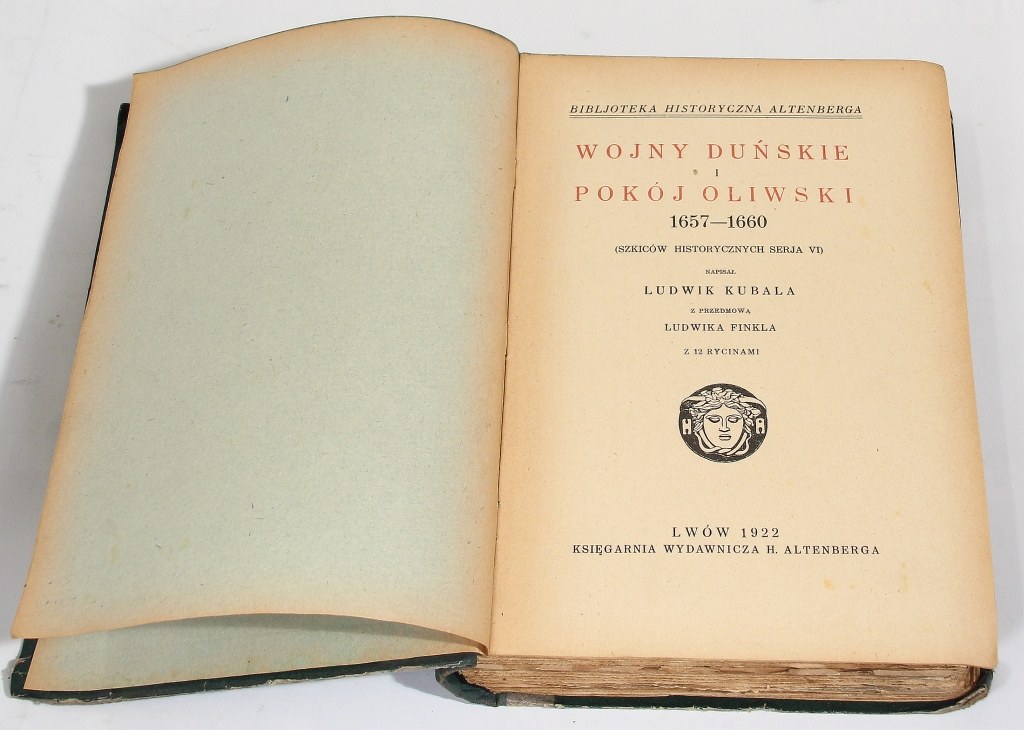 BIBLJOTEKA HISTORYCZNA ALTENBERGA
WOJNY DUŃSKIE
I
POKÓJ OLIWSKI
1657—1660
(SZKICÓW HISTORYCZNYCH SERJA VI)
NAPISAŁ
LUDWIK KUBALA
Z PRZEDMOWĄ
LUDWIKA FINKLA
Z 12 RYCINAMI
H A
LWÓW 1922
KSIĘGARNIA WYDAWNICZA H. ALTENBERGA